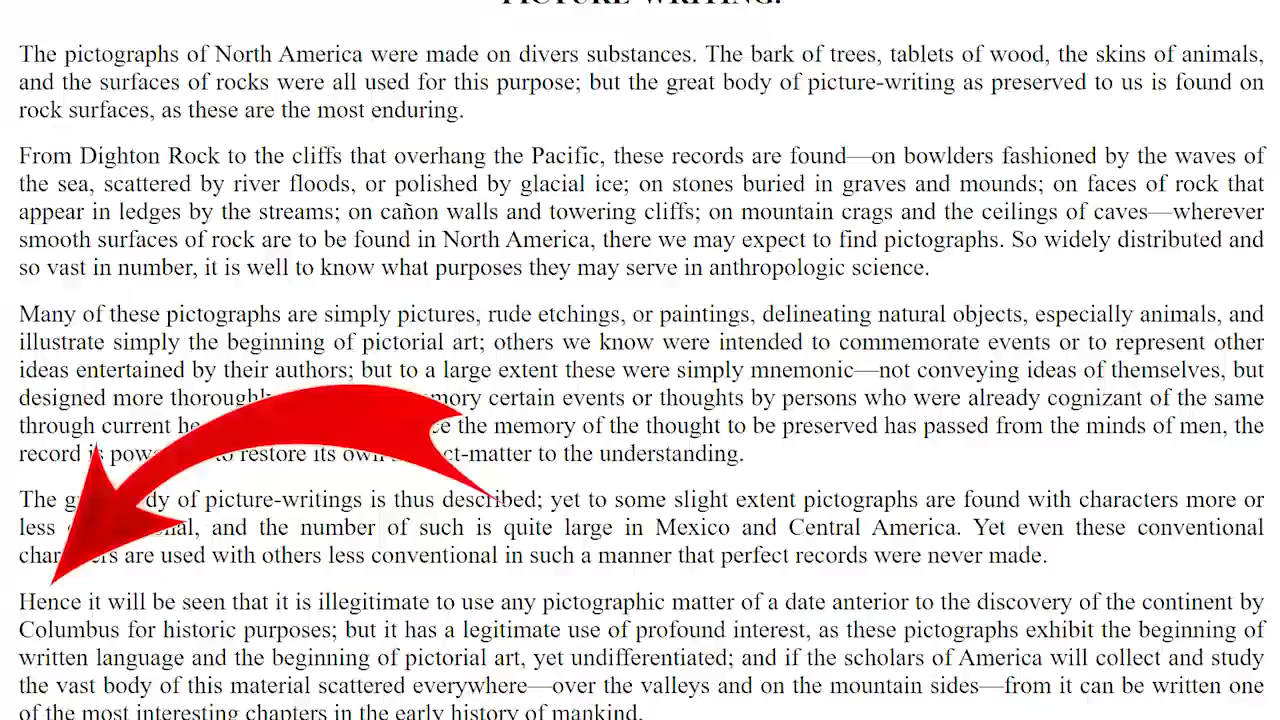 PICTURE-WRITING.
The pictographs of North America were made on divers substances. The bark of trees, tablets of wood, the skins of animals,
and the surfaces of rocks were all used for this purpose; but the great body of picture-writing as preserved to us is found on
rock surfaces, as these are the most enduring.
From Dighton Rock to the cliffs that overhang the Pacific, these records are found—on bowlders fashioned by the waves of
the sea, scattered by river floods, or polished by glacial ice; on stones buried in graves and mounds; on faces of rock that
appear in ledges by the streams; on cañon walls and towering cliffs; on mountain crags and the ceilings of caves—wherever
smooth surfaces of rock are to be found in North America, there we may expect to find pictographs. So widely distributed and
so vast in number, it is well to know what purposes they may serve in anthropologic science.
Many of these pictographs are simply pictures, rude etchings, or paintings, delineating natural objects, especially animals, and
illustrate simply the beginning of pictorial art; others we know were intended to commemorate events or to represent other
ideas entertained by their authors; but to a large extent these were simply mnemonic—not conveying ideas of themselves, but
designed more thoroughly certain events or thoughts by persons who were already cognizant of the same
through current the memory of the thought to be preserved has passed from the minds of men, the
record is to restore its own to the understanding.
The of picture-writings is thus described; yet to some slight extent pictographs are found with characters more or
less and the number of such is quite large in Mexico and Central America. Yet even these conventional
characters are used with others less conventional in such a manner that perfect records were never made.
Hence it will be seen that it is illegitimate to use any pictographic matter of a date anterior to the discovery of the continent by
Columbus for historic purposes; but it has a legitimate use of profound interest, as these pictographs exhibit the beginning of
written language and the beginning of pictorial art, yet undifferentiated; and if the scholars of America will collect and study
the vast body of this material scattered everywhere—over the valleys and on the mountain sides—from it can be written one
of the most interesting chapters in the early history of mankind.